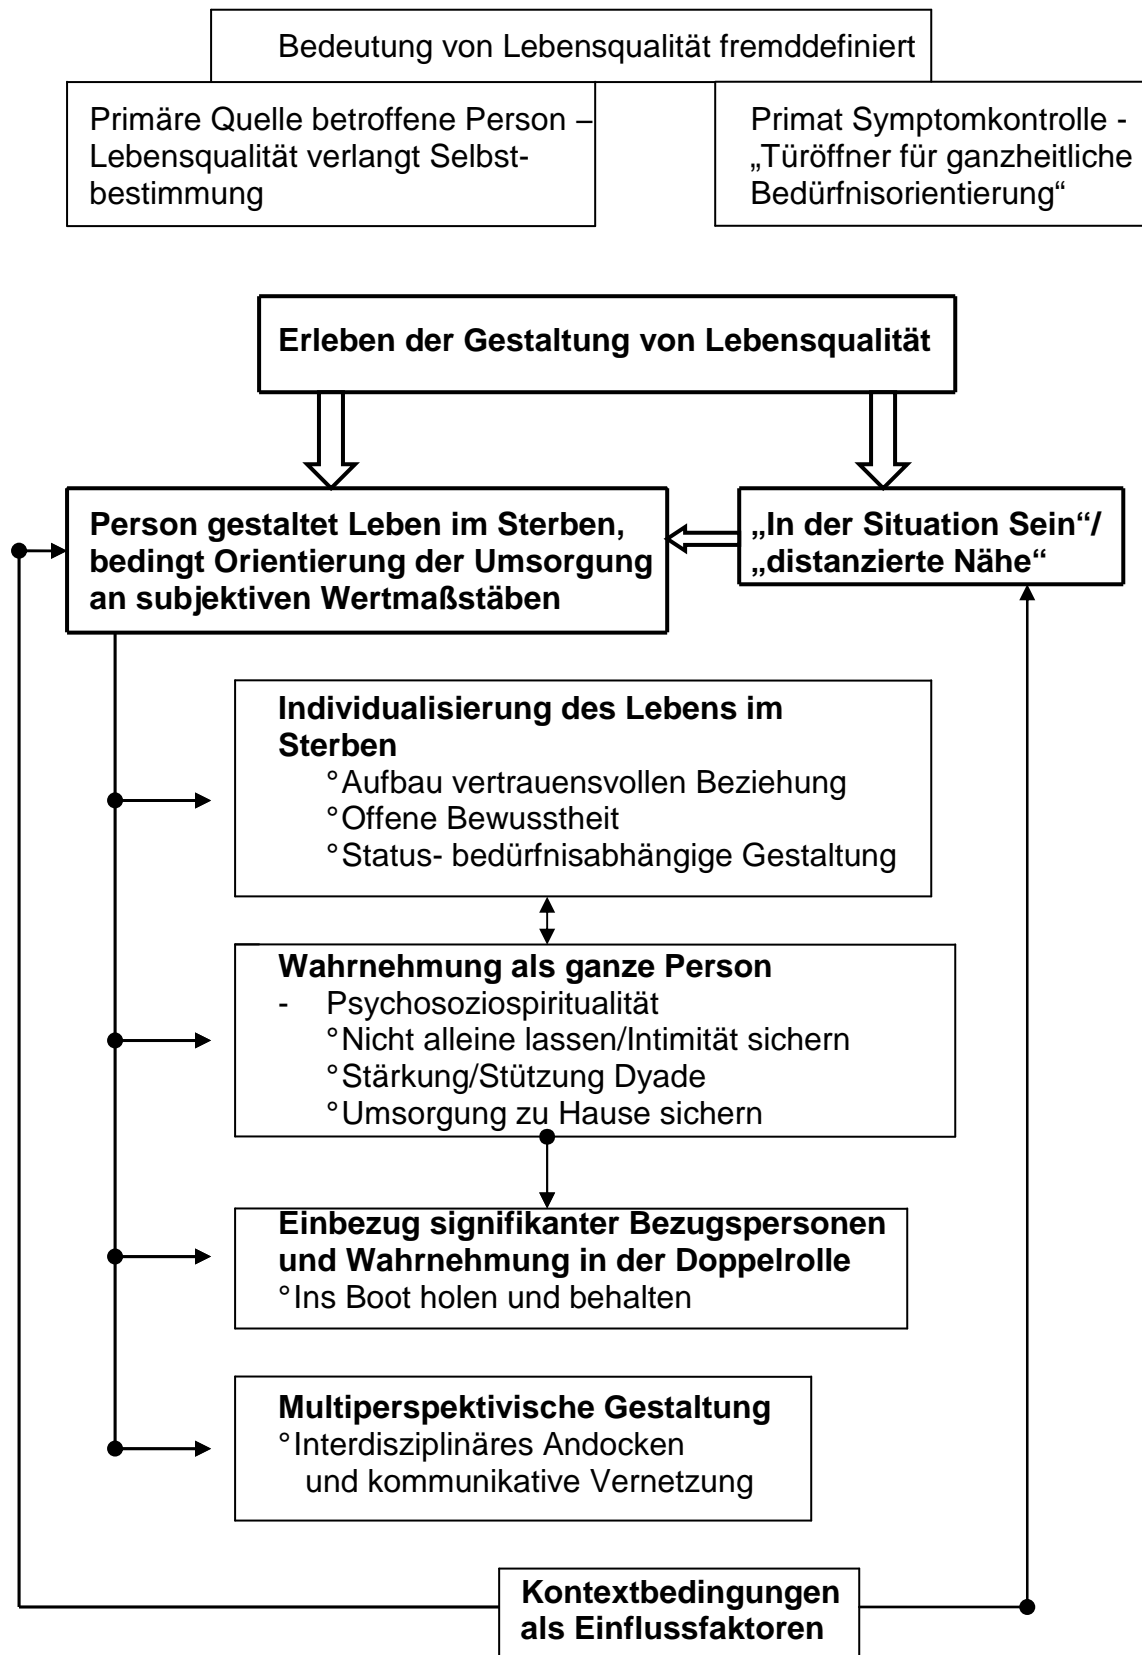 Bedeutung von Lebensqualität fremddefiniert
Primäre Quelle betroffene Person –
Lebensqualität verlangt Selbst-
bestimmung
Primat Symptomkontrolle -
„Türöffner für ganzheitliche
Bedürfnisorientierung“
Erleben der Gestaltung von Lebensqualität
Person gestaltet Leben im Sterben,
bedingt Orientierung der Umsorgung
an subjektiven Wertmaßstäben
„In der Situation Sein“/
„distanzierte Nähe“
Individualisierung des Lebens im
Sterben
°Aufbau vertrauensvollen Beziehung
°Offene Bewusstheit
°Status- bedürfnisabhängige Gestaltung
Wahrnehmung als ganze Person
- Psychosoziospiritualität
°Nicht alleine lassen/Intimität sichern
°Stärkung/Stützung Dyade
°Umsorgung zu Hause sichern
Einbezug signifikanter Bezugspersonen
und Wahrnehmung in der Doppelrolle
°Ins Boot holen und behalten
Multiperspektivische Gestaltung
°Interdisziplinäres Andocken
und kommunikative Vernetzung
Kontextbedingungen
als Einflussfaktoren